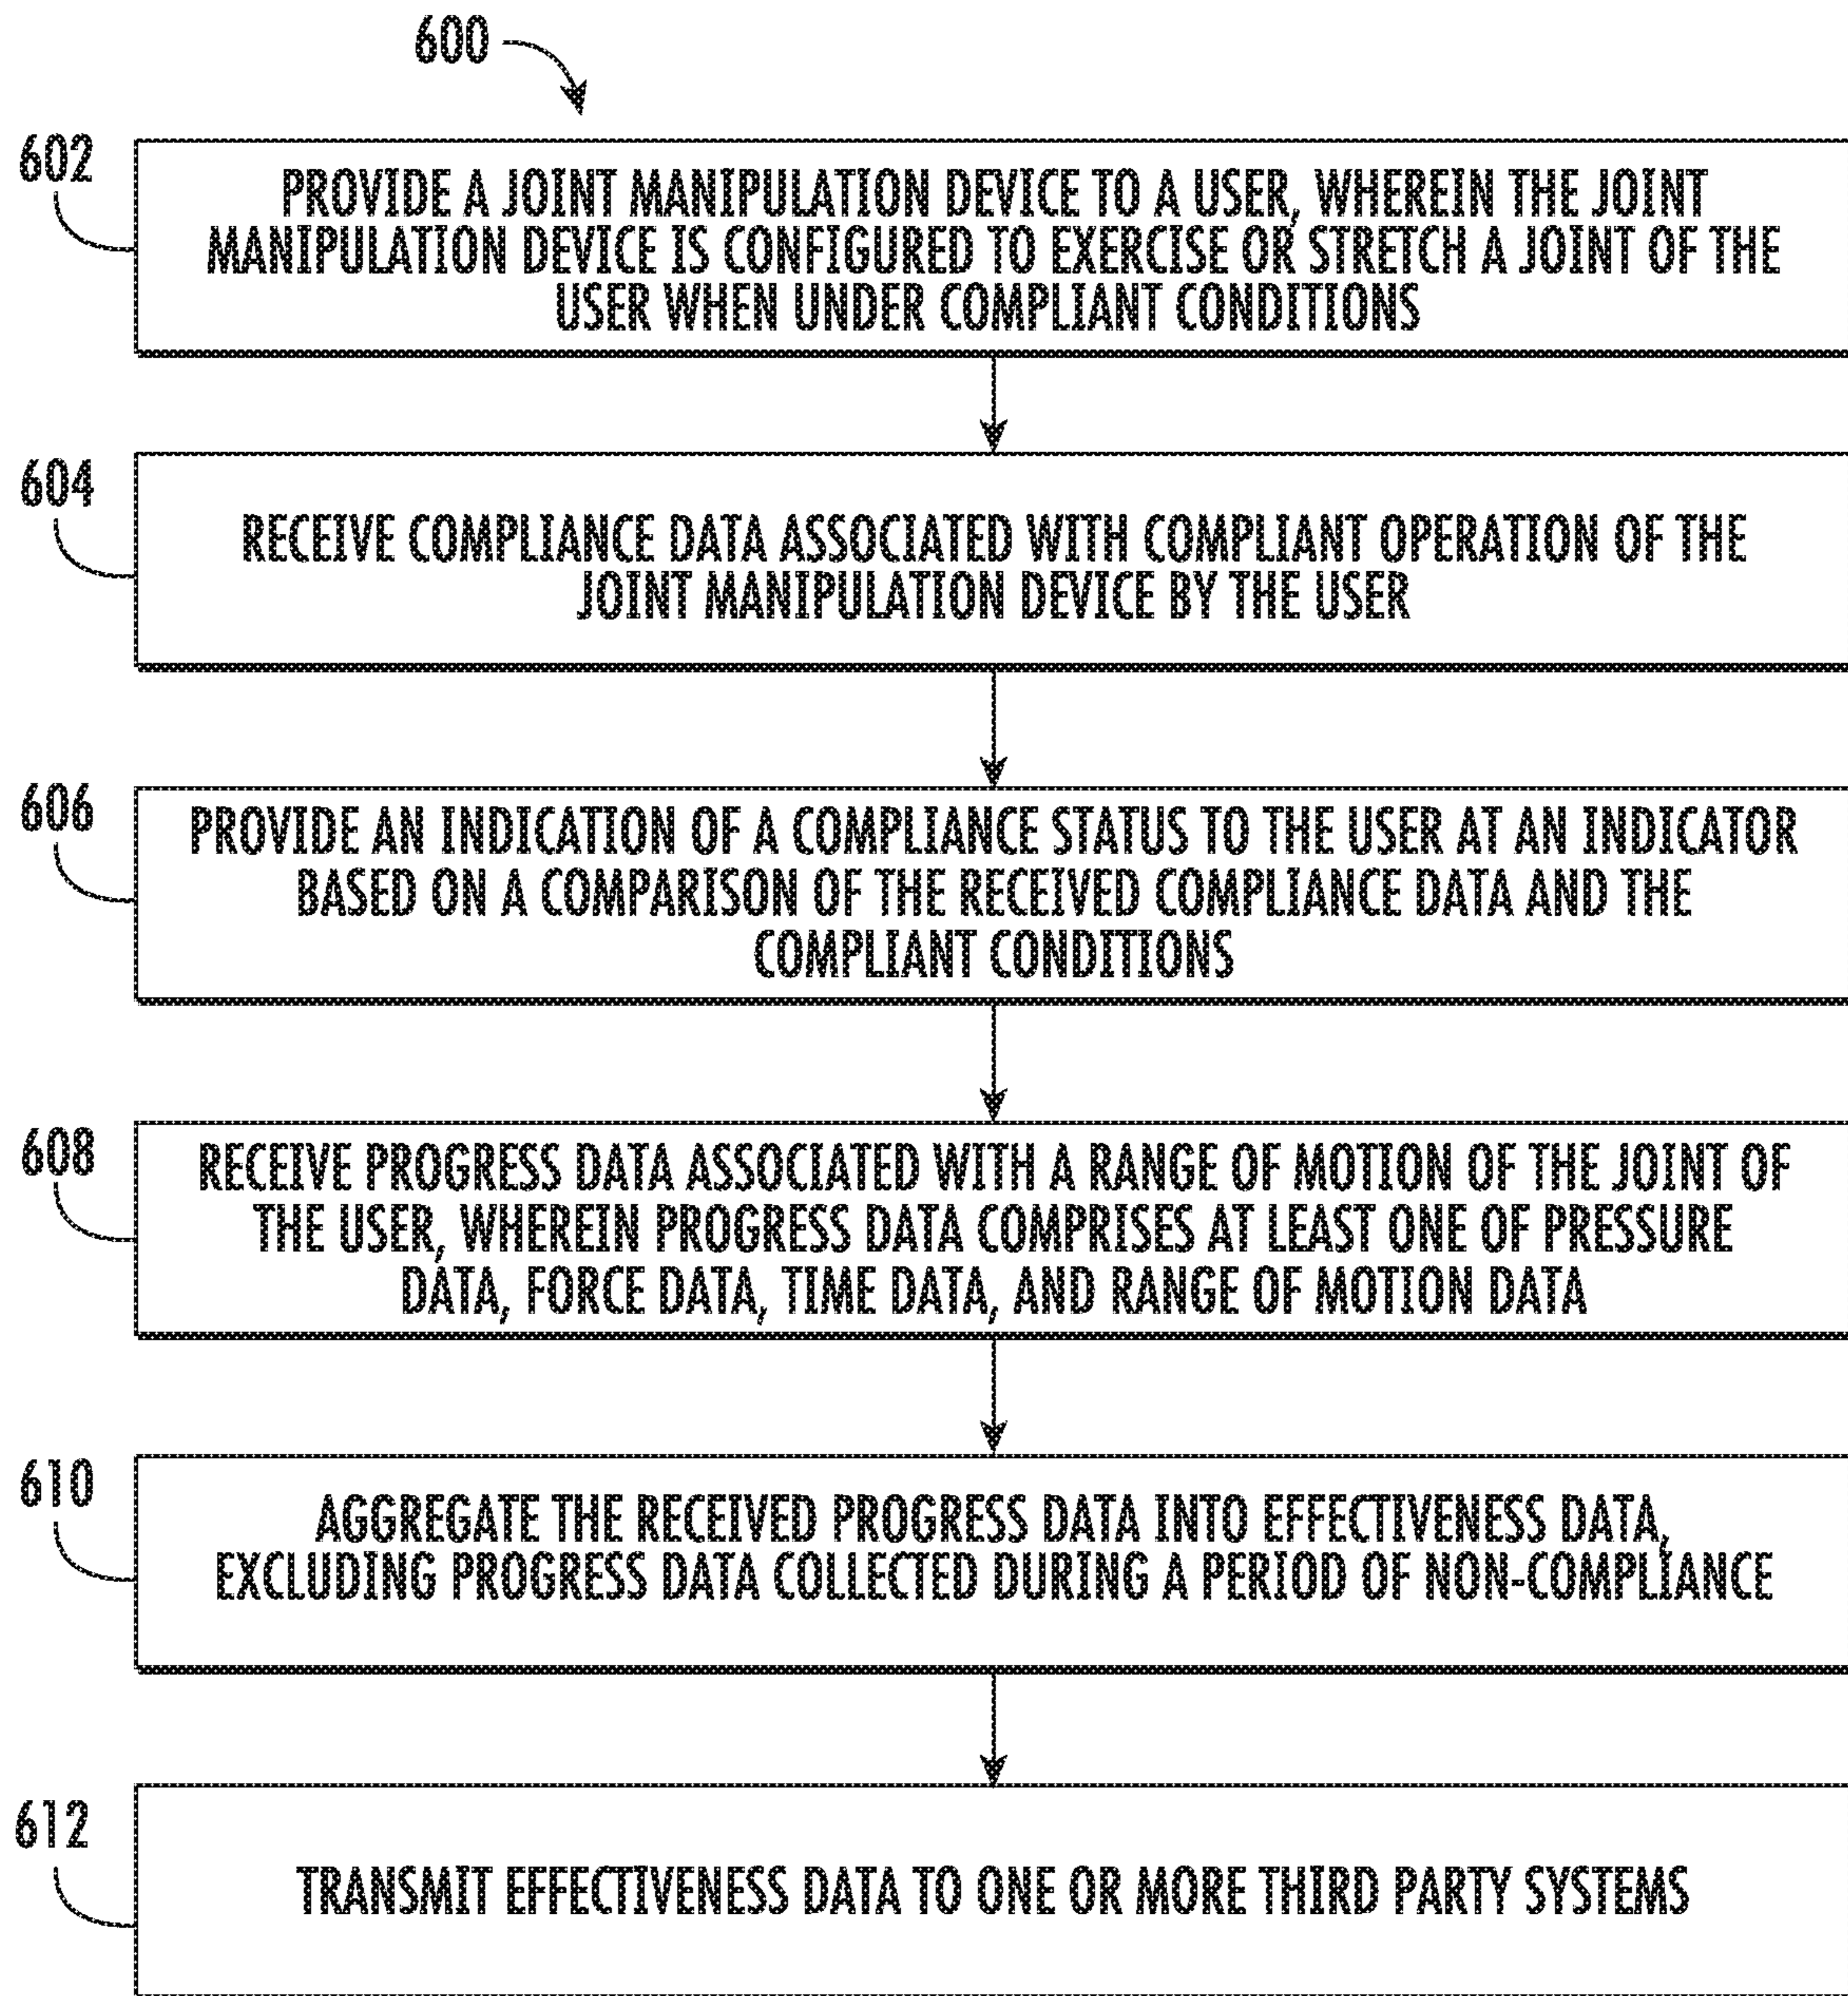 600
602
PROVIDE A JOINT MANIPULATION DEVICE TO A USER, WHEREIN THE JOINT
MANIPULATION DEVICE IS CONFIGURED TO EXERCISE OR STRETCH A JOINT OF THE
USER WHEN UNDER COMPLIANT CONDITIONS
604
RECEIVE COMPLIANCE DATA ASSOCIATED WITH COMPLIANT OPERATION OF THE
JOINT MANIPULATION DEVICE BY THE USER
606
PROVIDE AN INDICATION OF A COMPLIANCE STATUS TO THE USER AT AN INDICATOR
BASED ON A COMPARISON OF THE RECEIVED COMPLIANCE DATA AND THE
COMPLIANT CONDITIONS
608
RECEIVE PROGRESS DATA ASSOCIATED WITH A RANGE OF MOTION OF THE JOINT OF
THE USER, WHEREIN PROGRESS DATA COMPRISES AT LEAST ONE OF PRESSURE
DATA, FORCE DATA, TIME DATA, AND RANGE OF MOTION DATA
610
AGGREGATE THE RECEIVED PROGRESS DATA INTO EFFECTIVENESS DATA,
EXCLUDING PROGRESS DATA COLLECTED DURING A PERIOD OF NON-COMPLIANCE
612
TRANSMIT EFFECTIVENESS DATA TO ONE OR MORE THIRD PARTY SYSTEMS